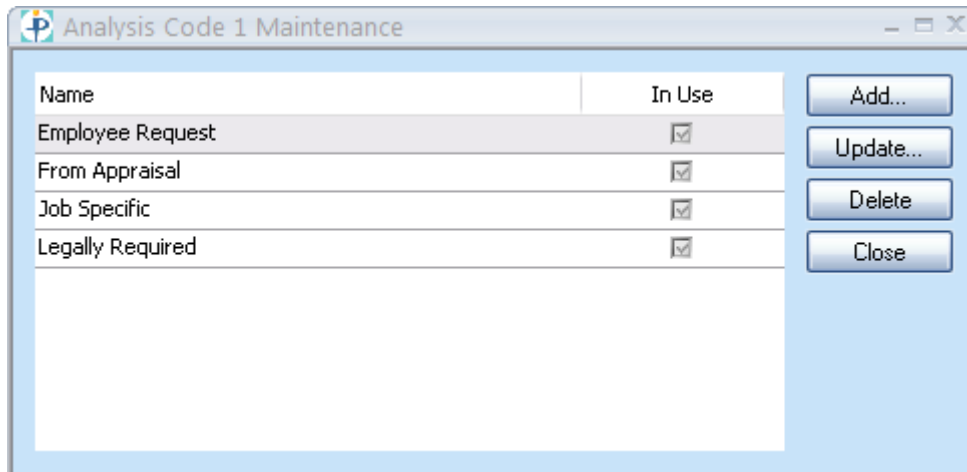 Analysis Code 1 Maintenance
Name In Use Add...
Employee Request
Update...
From Appraisal
Job Specific Delete
Legally Required Close